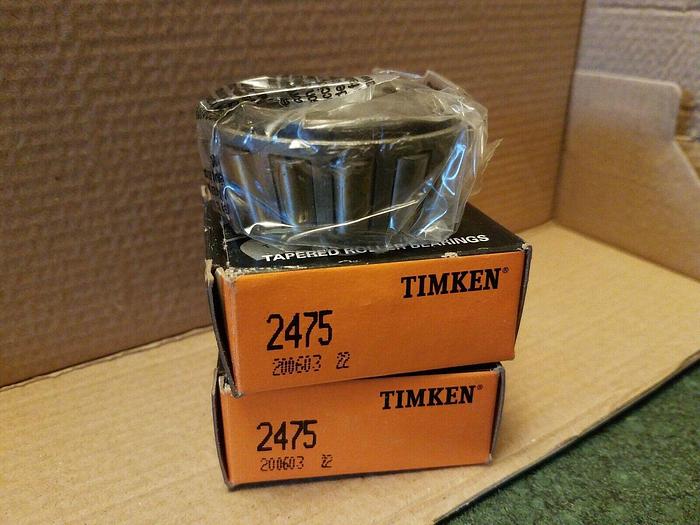 TAPERED ROLLER BEARINGS
TIMKEN®
2475
200603 22
TIMKEN®
2475
200603 22